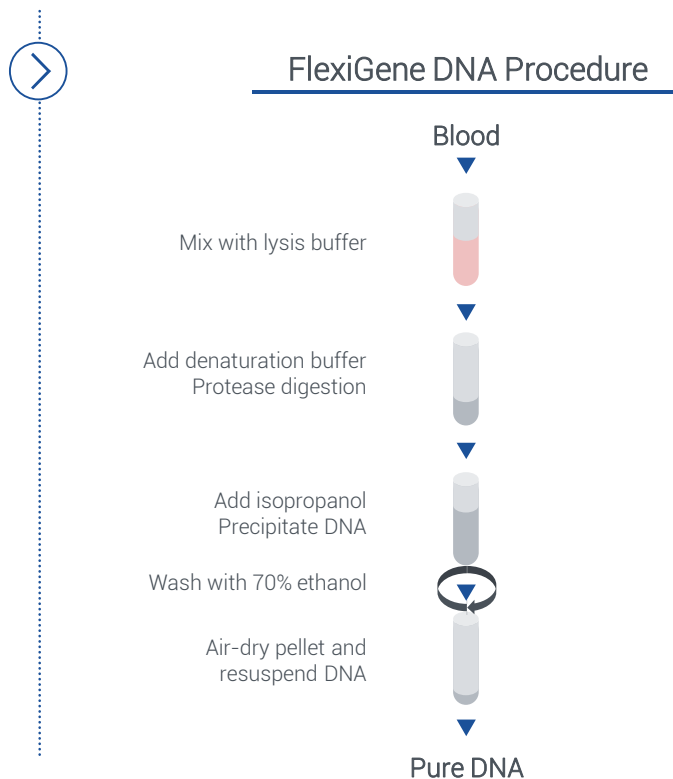 FlexiGene DNA Procedure
Blood
Mix with lysis buffer
Add denaturation buffer
Protease digestion
Add isopropanol
Precipitate DNA
Wash with 70% ethanol
Air-dry pellet and
resuspend DNA
Pure DNA